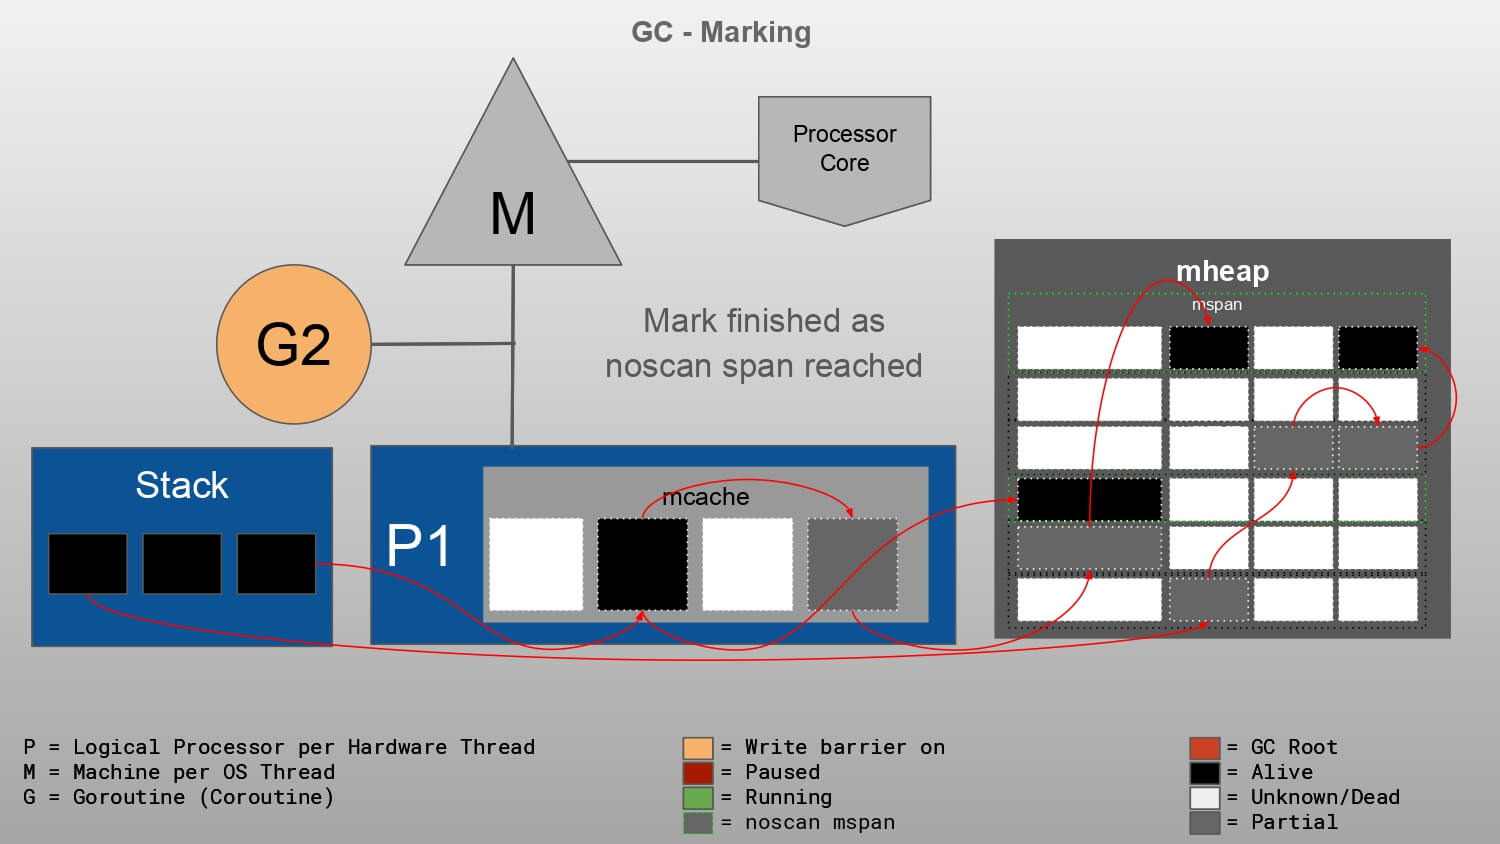 GC - Marking
Processor
Core
M
mheap
mspan
G2
Mark finished as
noscan span reached
Stack
mcache
P1
P = Logical Processor per Hardware Thread
M = Machine per OS Thread
G = Goroutine (Coroutine)
= Write barrier on
= Paused
= Running
= noscan mspan
= GC Root
= Alive
= Unknown/Dead
= Partial